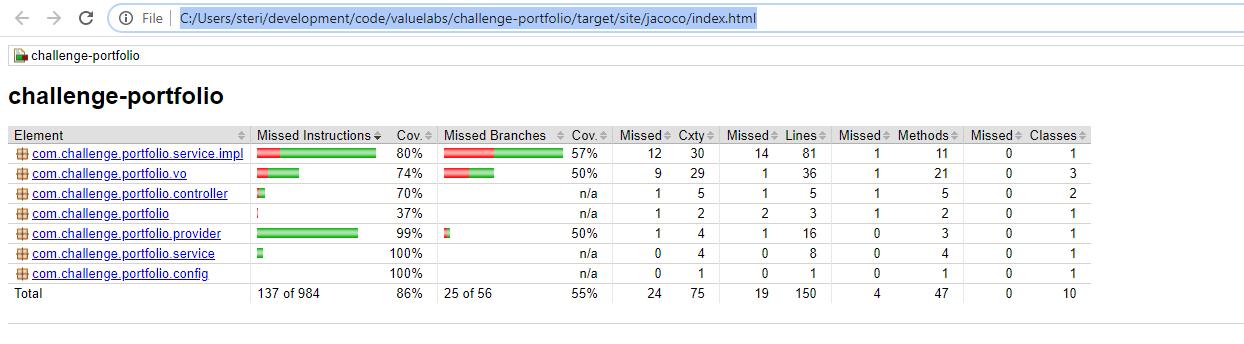 File C:/Users/steri/development/code/valuelabs/challenge-portfolio/target/site/jacoco/index.html
challenge-portfolio
challenge-portfolio
Element Missed Instructions Cov. Missed Branches Cov. Missed Cxty Missed Lines Missed Methods Missed Classes
com.challenge.portfolio.service.impl 80% 57% 12 30 14 81 1 11 0 1
com.challenge.portfolio.vo 74% 50% 9 29 1 36 1 21 0 3
com.challenge.portfolio.controller 70% n/a 1 5 1 5 1 5 0 2
com.challenge.portfolio 37% n/a 1 2 2 3 1 2 0 1
com.challenge.portfolio.provider 99% 50% 1 4 1 16 0 3 0 1
com.challenge.portfolio.service 100% n/a 0 4 0 8 0 4 0 1
com.challenge.portfolio.config 100% n/a 0 1 0 1 0 1 0 1
Total 137 of 984 86% 25 of 56 55% 24 75 19 150 4 47 0 10